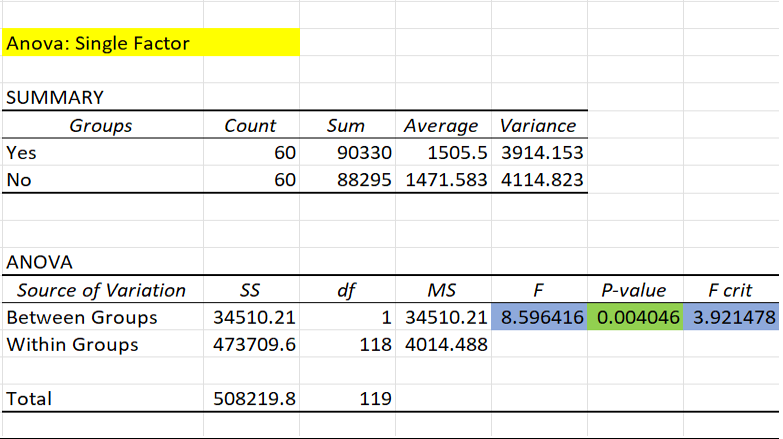 Anova: Single Factor
SUMMARY
Groups Count Sum Average Variance
Yes 60 90330 1505.5 3914.153
No 60 88295 1471.583 4114.823
ANOVA
Source of Variation SS df MS F P-value F crit
Between Groups 34510.21 1 34510.21 8.596416 0.004046 3.921478
Within Groups 473709.6 118 4014.488
Total 508219.8 119